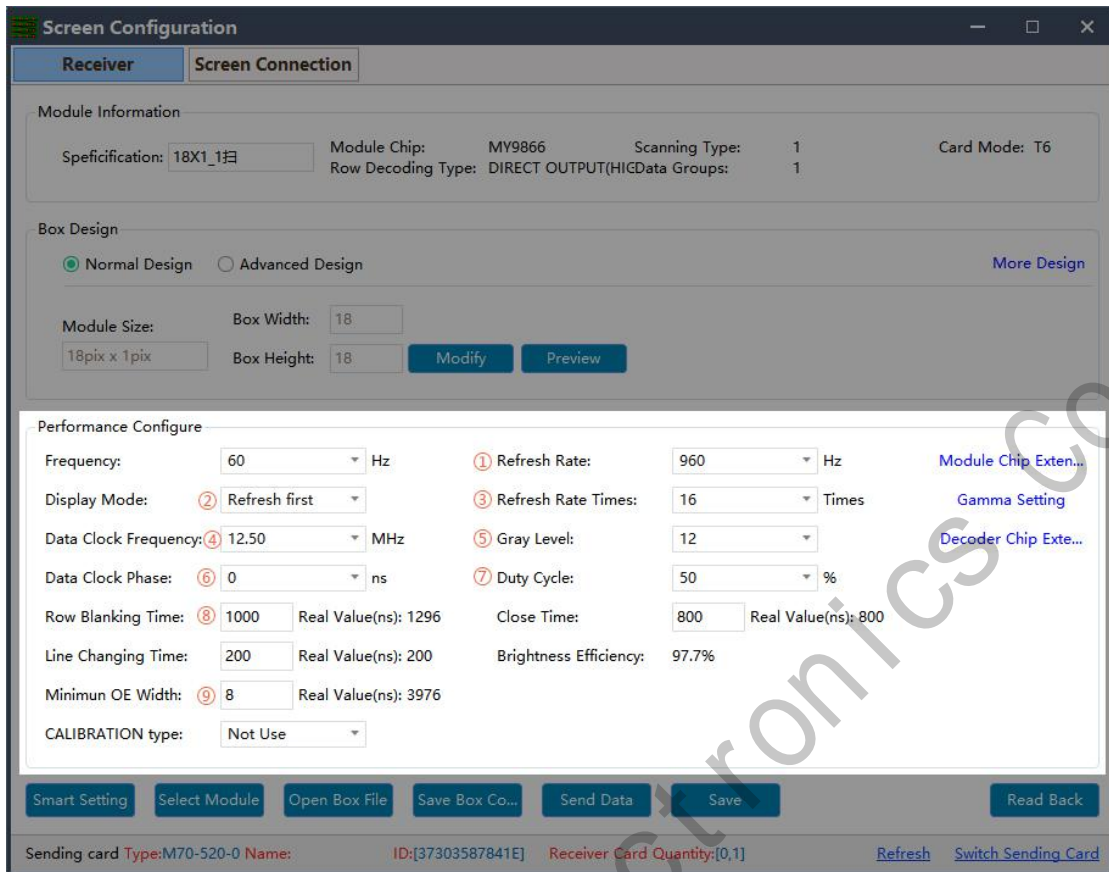 Screen Configuration
Receiver Screen Connection
Module Information
Speficification: 18X1_1扫 Module Chip: MY9866 Scanning Type: 1 Card Mode: T6
Row Decoding Type: DIRECT OUTPUT(HIGData Groups: 1
Box Design
Normal Design Advanced Design More Design
Module Size: Box Width: 18
18pix x 1pix Box Height: 18 Modify Preview
Performance Configure
Frequency: 60 Hz ① Refresh Rate: 960 Hz Module Chip Exten...
Display Mode: ② Refresh first ③ Refresh Rate Times: 16 Times Gamma Setting
Data Clock Frequency: ④ 12.50 MHz ⑤ Gray Level: 12 Decoder Chip Exte...
Data Clock Phase: ⑥ 0 ns ⑦ Duty Cycle: 50 %
Row Blanking Time: ⑧ 1000 Real Value(ns): 1296 Close Time: 800 Real Value(ns): 800
Line Changing Time: 200 Real Value(ns): 200 Brightness Efficiency: 97.7%
Minimun OE Width: ⑨ 8 Real Value(ns): 3976
CALIBRATION type: Not Use
Smart Setting Select Module Open Box File Save Box Co... Send Data Save Read Back
Sending card Type:M70-520-0 Name: ID:[37303587841E] Receiver Card Quantity:[0,1] Refresh Switch Sending Card
ctronics Co